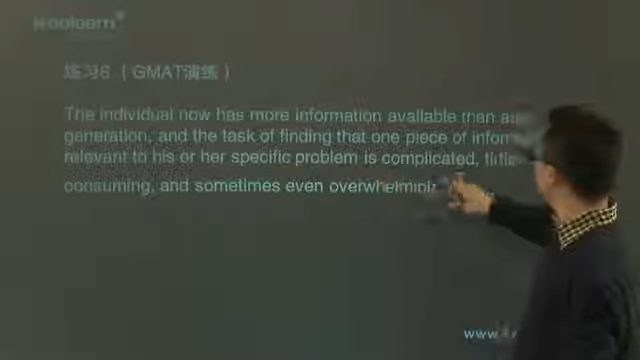 练习8（GMAT演练）
The individual now has more information available than
generation, and the task of finding that one piece of
relevant to his or her specific problem is complicated,
consuming, and sometimes even
www.